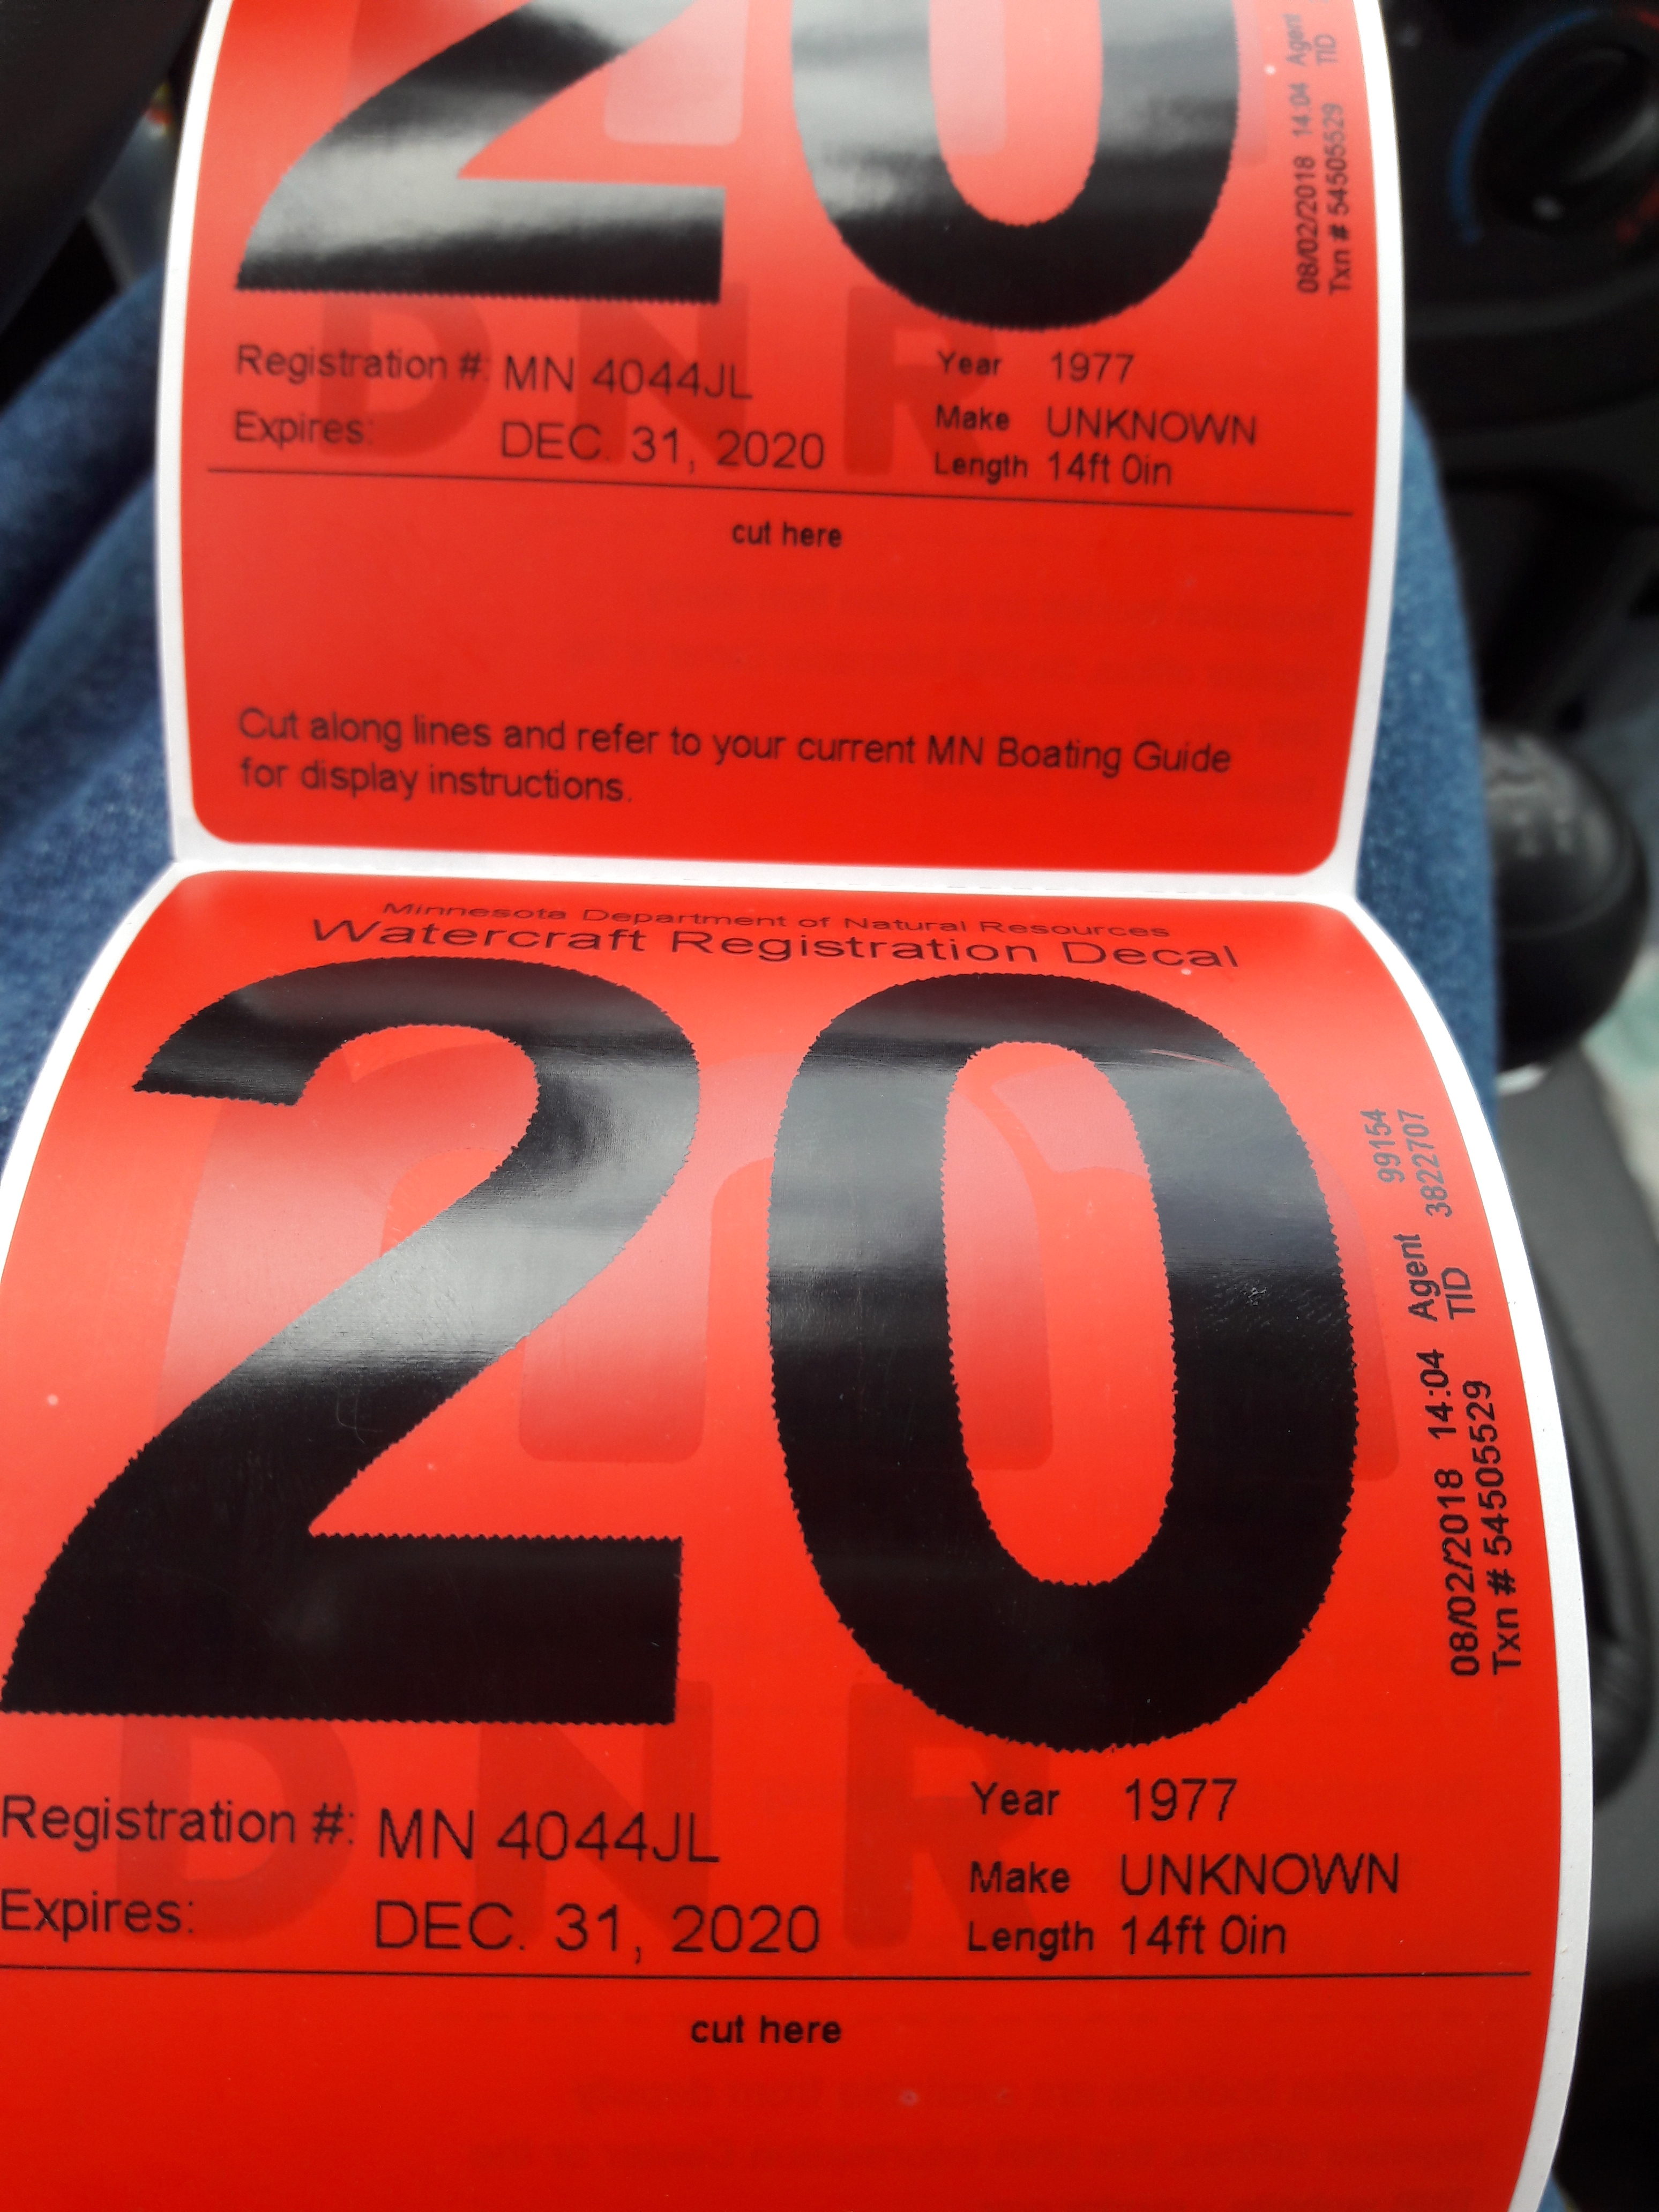 20
08/02/2018 14:04 Agent
Txn # 54505529 TID
DNR
Registration #: MN 4044JL
Expires: DEC. 31, 2020
Year 1977
Make UNKNOWN
Length 14ft 0in
cut here
Cut along lines and refer to your current MN Boating Guide
for display instructions.
Minnesota Department of Natural Resources
Watercraft Registration Decal
20
08/02/2018 14:04 Agent 99154
Txn # 54505529 TID 3822707
DNR
Registration #: MN 4044JL
Expires: DEC. 31, 2020
Year 1977
Make UNKNOWN
Length 14ft 0in
cut here